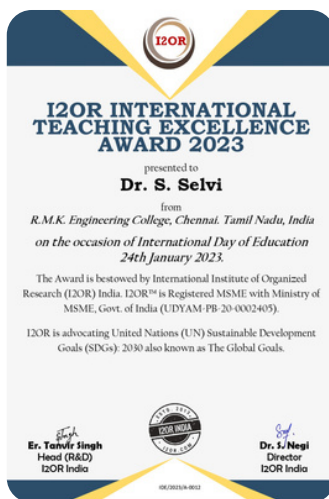 I2OR
I2OR INTERNATIONAL
TEACHING EXCELLENCE
AWARD 2023
presented to
Dr. S. Selvi
from
R.M.K. Engineering College, Chennai. Tamil Nadu, India
on the occasion of International Day of Education
24th January 2023.
The Award is bestowed by International Institute of Organized
Research (I2OR) India. I2OR™ is Registered MSME with Ministry of
MSME, Govt. of India (UDYAM-PB-20-0002405).
I2OR is advocating United Nations (UN) Sustainable Development
Goals (SDGs): 2030 also known as The Global Goals.
I2OR INDIA
I2OR.COM
Er. Tanvir Singh
Head (R&D)
I2OR India
Dr. S. Negi
Director
I2OR India